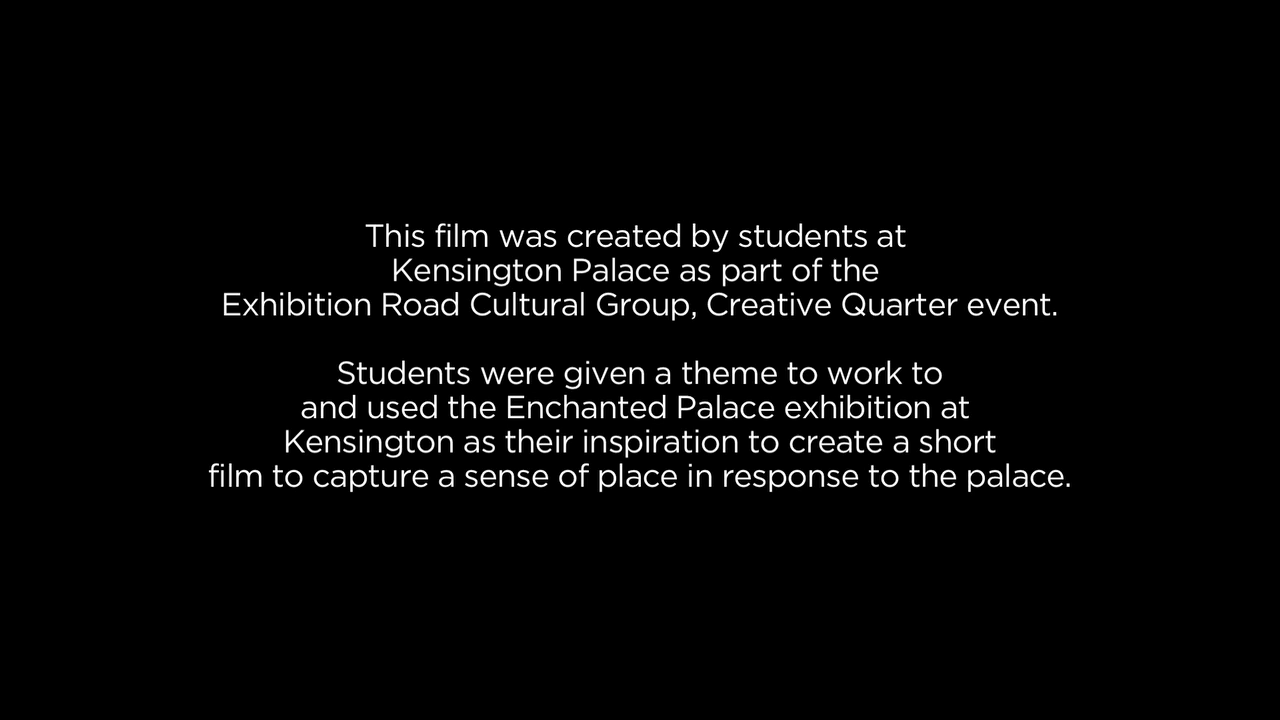 This film was created by students at
Kensington Palace as part of the
Exhibition Road Cultural Group, Creative Quarter event.
Students were given a theme to work to
and used the Enchanted Palace exhibition at
Kensington as their inspiration to create a short
film to capture a sense of place in response to the palace.